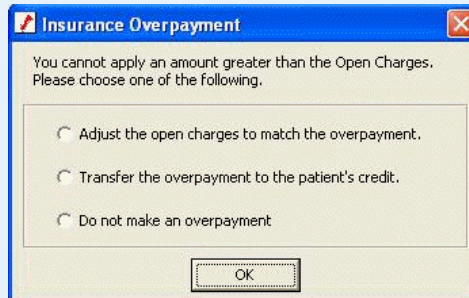 Insurance Overpayment
You cannot apply an amount greater than the Open Charges.
Please choose one of the following.
Adjust the open charges to match the overpayment.
Transfer the overpayment to the patient's credit.
Do not make an overpayment
OK